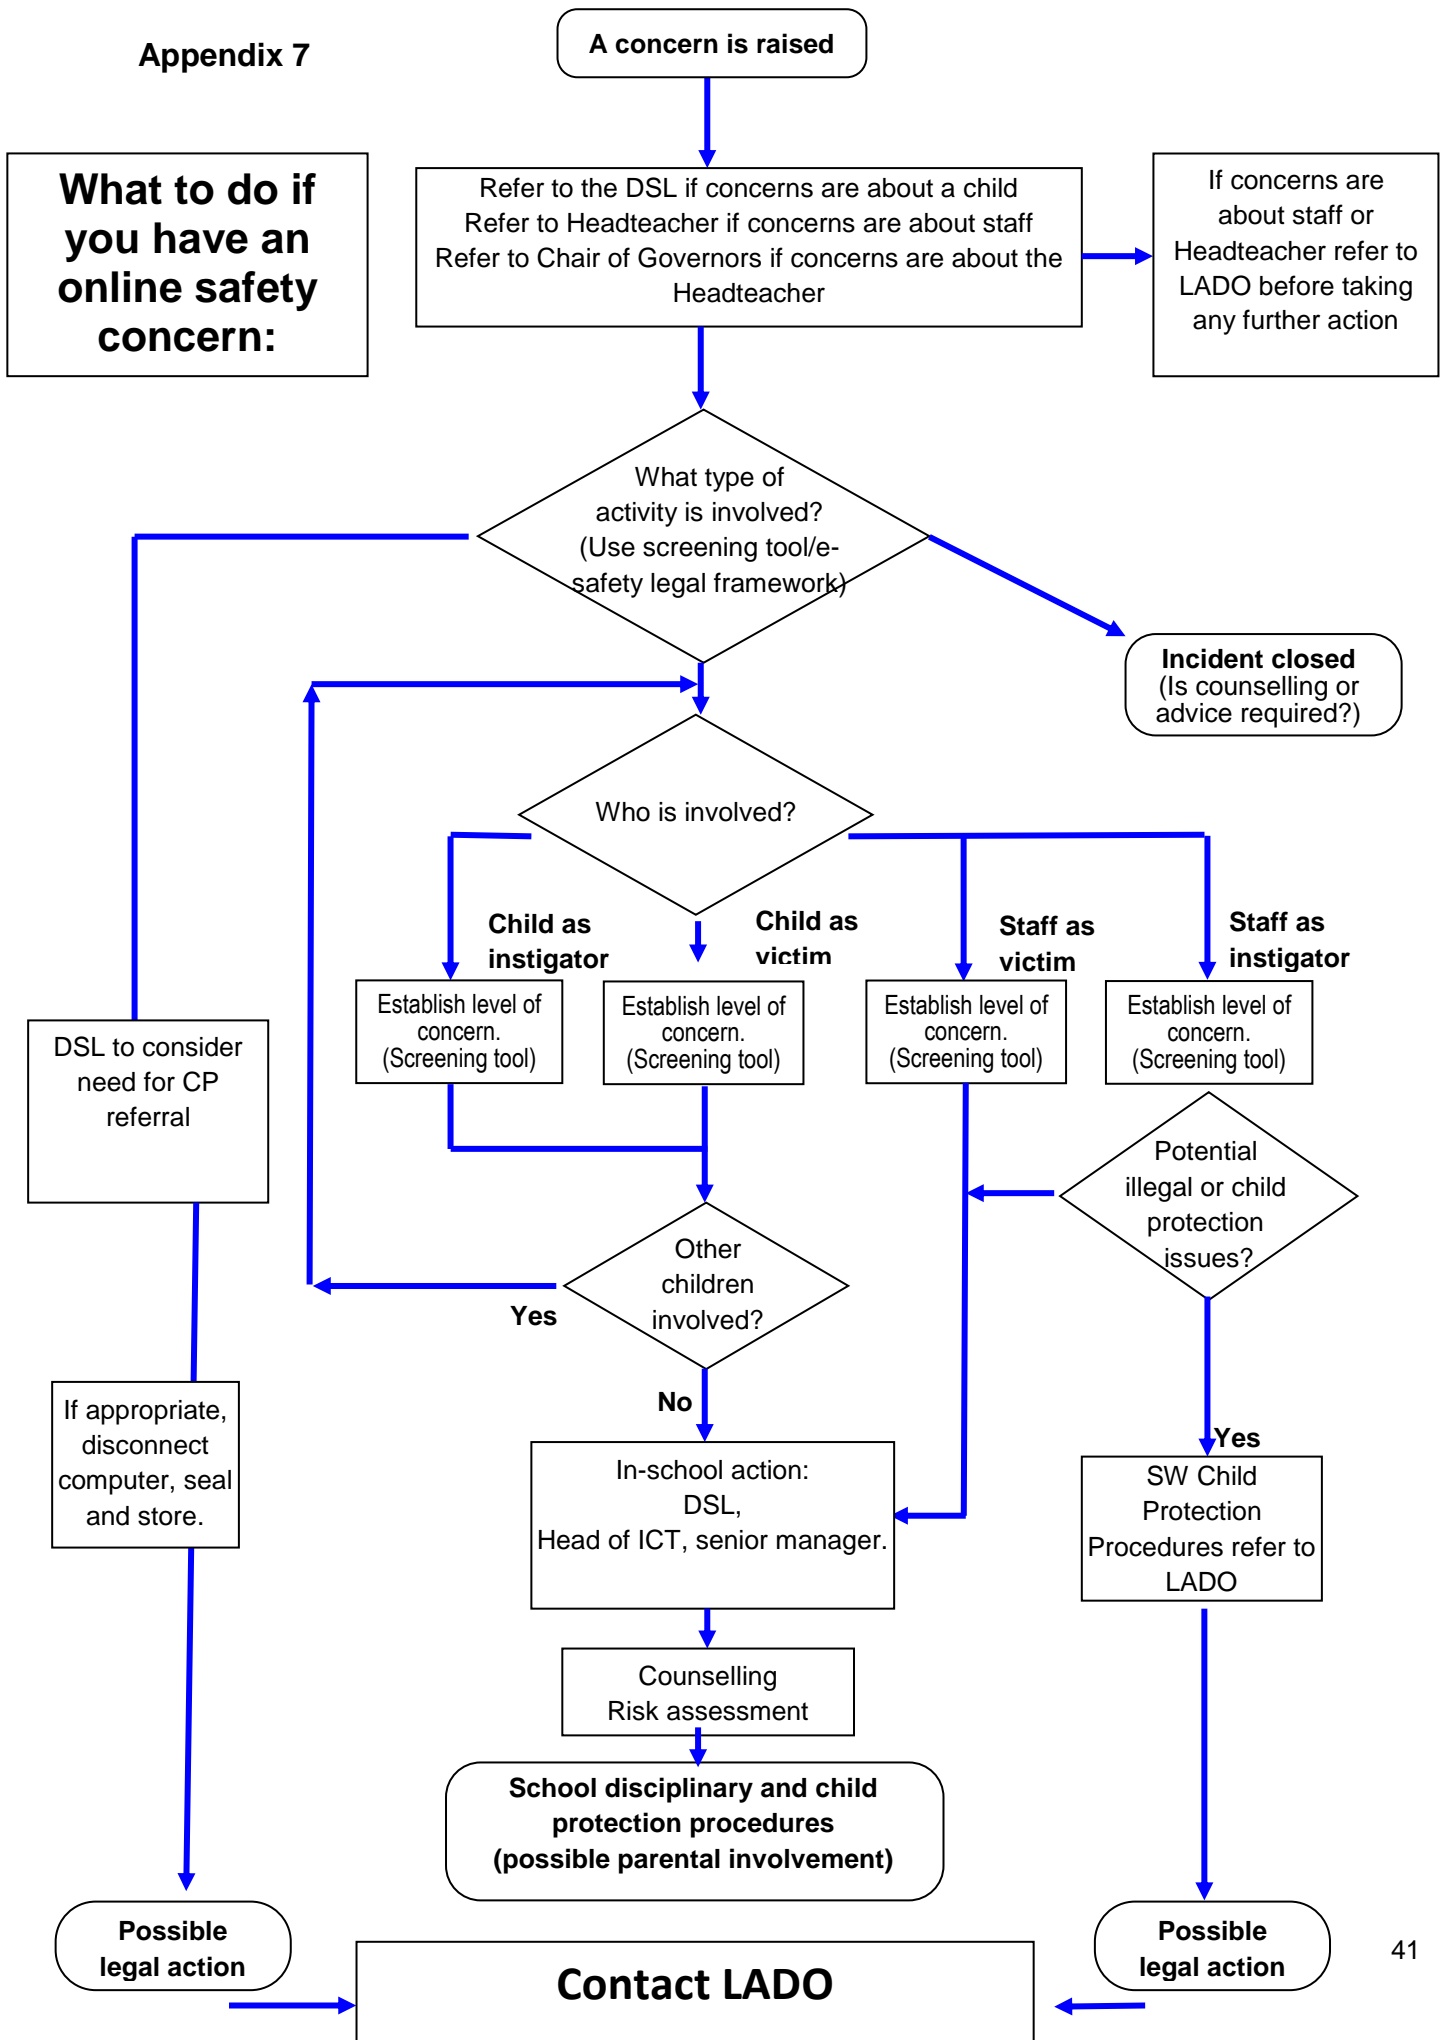 Appendix 7
A concern is raised
What to do if
you have an
online safety
concern:
Refer to the DSL if concerns are about a child
Refer to Headteacher if concerns are about staff
Refer to Chair of Governors if concerns are about the
Headteacher
If concerns are
about staff or
Headteacher refer to
LADO before taking
any further action
What type of
activity is involved?
(Use screening tool/e-
safety legal framework)
Incident closed
(Is counselling or
advice required?)
Who is involved?
Child as
instigator
Child as
victim
Staff as
victim
Staff as
instigator
Establish level of
concern.
(Screening tool)
Establish level of
concern.
(Screening tool)
Establish level of
concern.
(Screening tool)
Establish level of
concern.
(Screening tool)
DSL to consider
need for CP
referral
Potential
illegal or child
protection
issues?
Other
children
involved?
Yes
No
Yes
If appropriate,
disconnect
computer, seal
and store.
In-school action:
DSL,
Head of ICT, senior manager.
SW Child
Protection
Procedures refer to
LADO
Counselling
Risk assessment
School disciplinary and child
protection procedures
(possible parental involvement)
Possible
legal action
Possible
legal action
Contact LADO
41